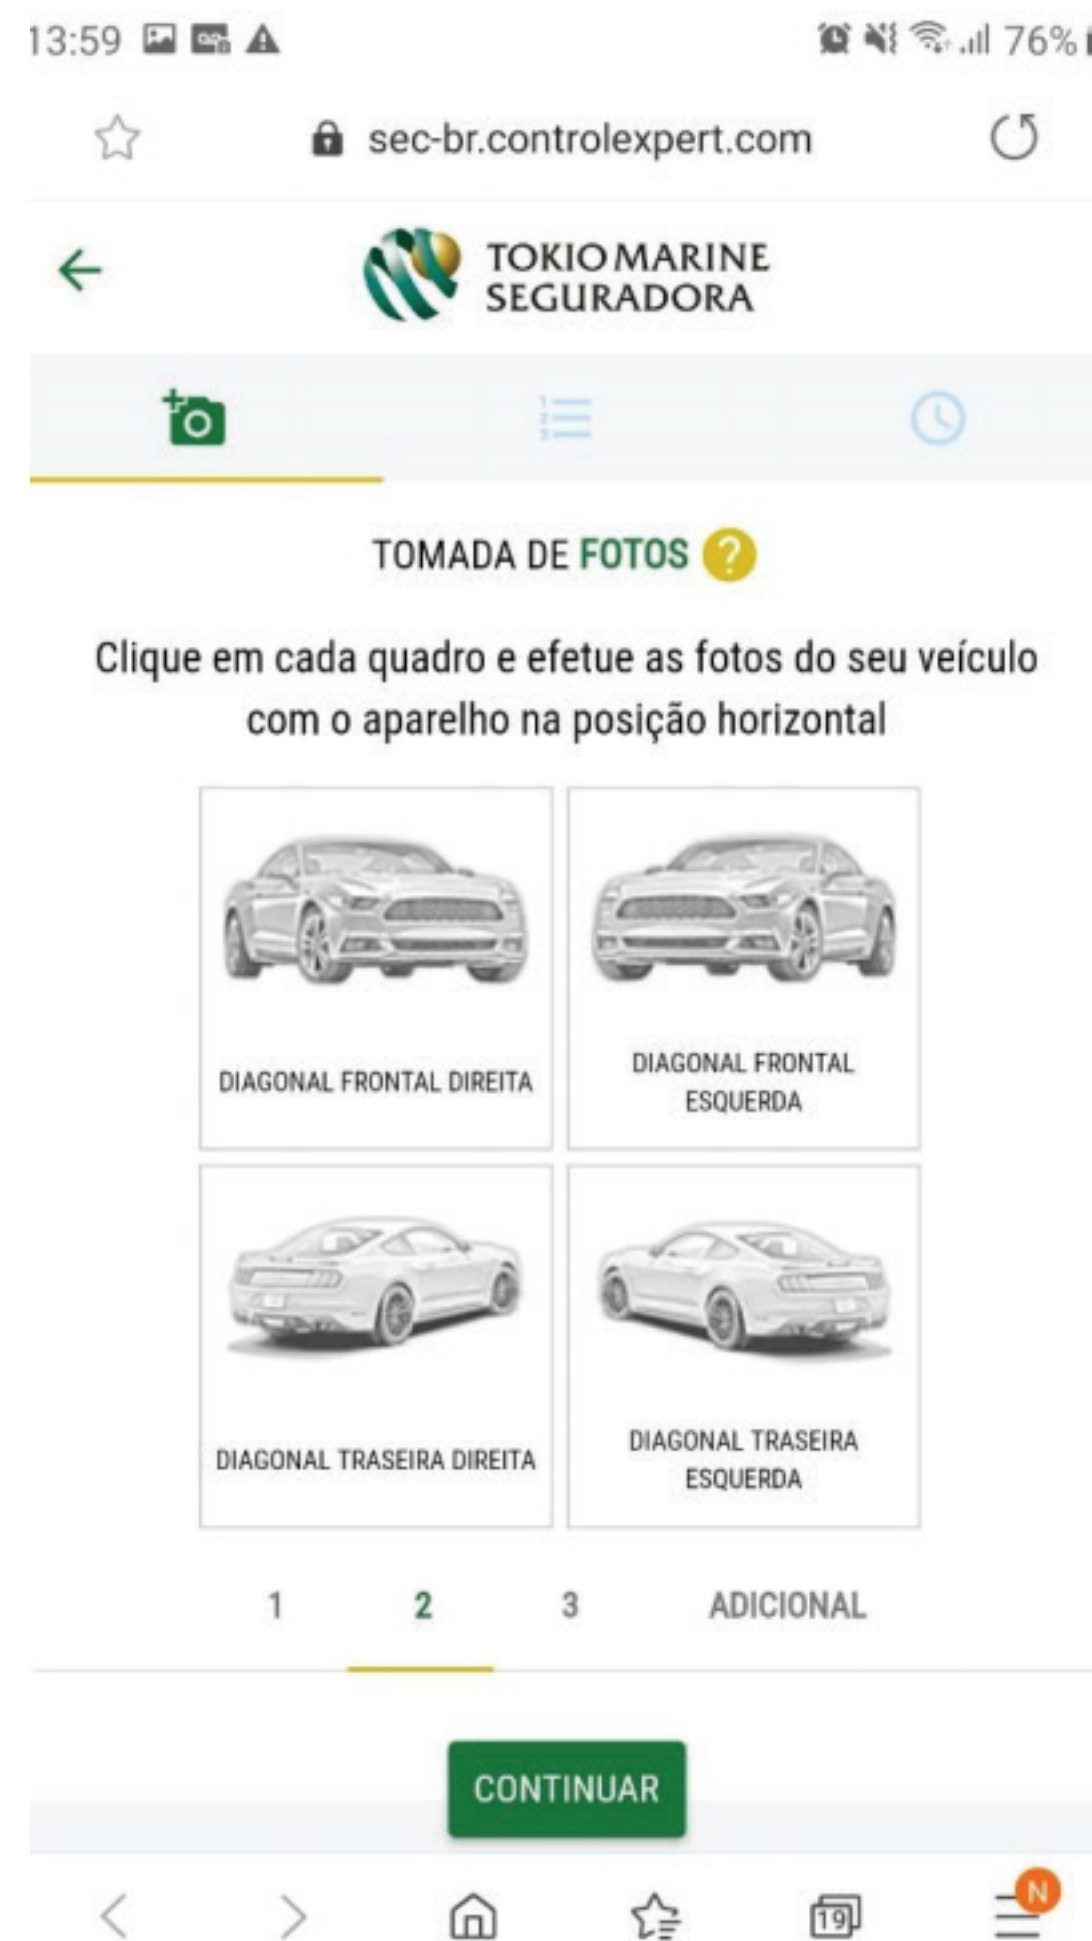 13:59
76%
sec-br.controlexpert.com
TOKIO MARINE
SEGURADORA
TOMADA DE FOTOS ?
Clique em cada quadro e efetue as fotos do seu veículo
com o aparelho na posição horizontal
DIAGONAL FRONTAL DIREITA
DIAGONAL FRONTAL
ESQUERDA
DIAGONAL TRASEIRA DIREITA
DIAGONAL TRASEIRA
ESQUERDA
1 2 3 ADICIONAL
CONTINUAR
19
N